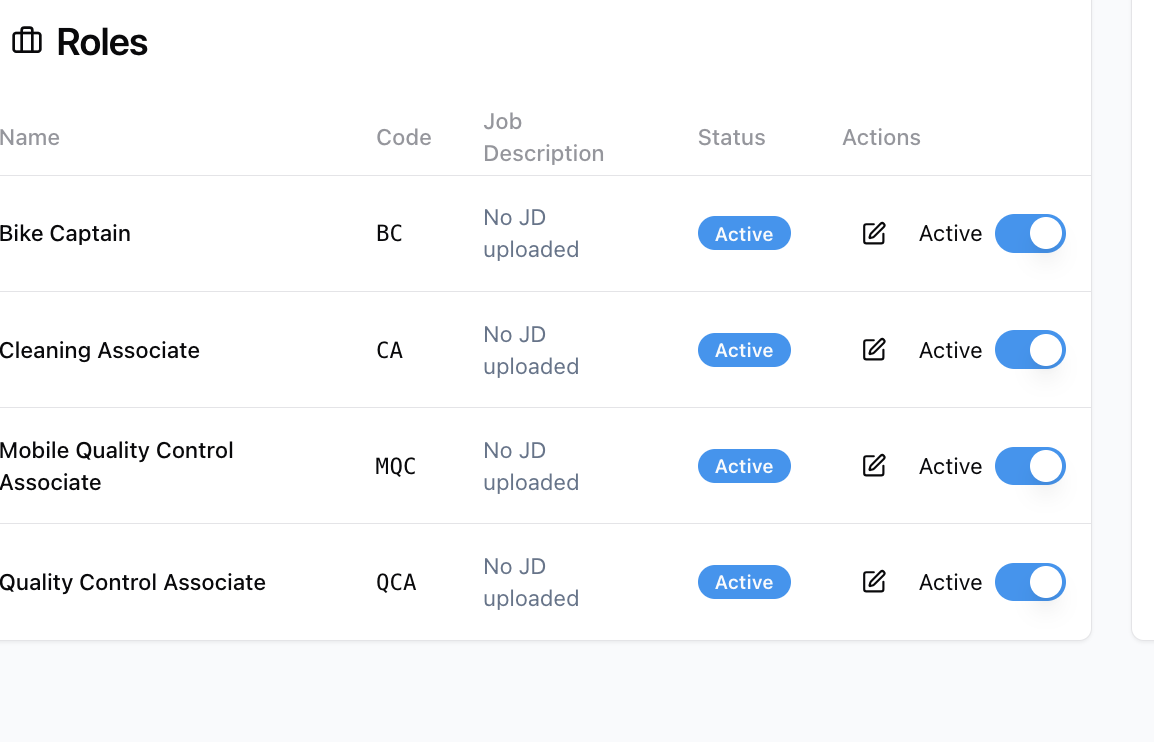 Roles
Name Code Job Description Status Actions
Bike Captain BC No JD uploaded Active Active
Cleaning Associate CA No JD uploaded Active Active
Mobile Quality Control Associate MQC No JD uploaded Active Active
Quality Control Associate QCA No JD uploaded Active Active